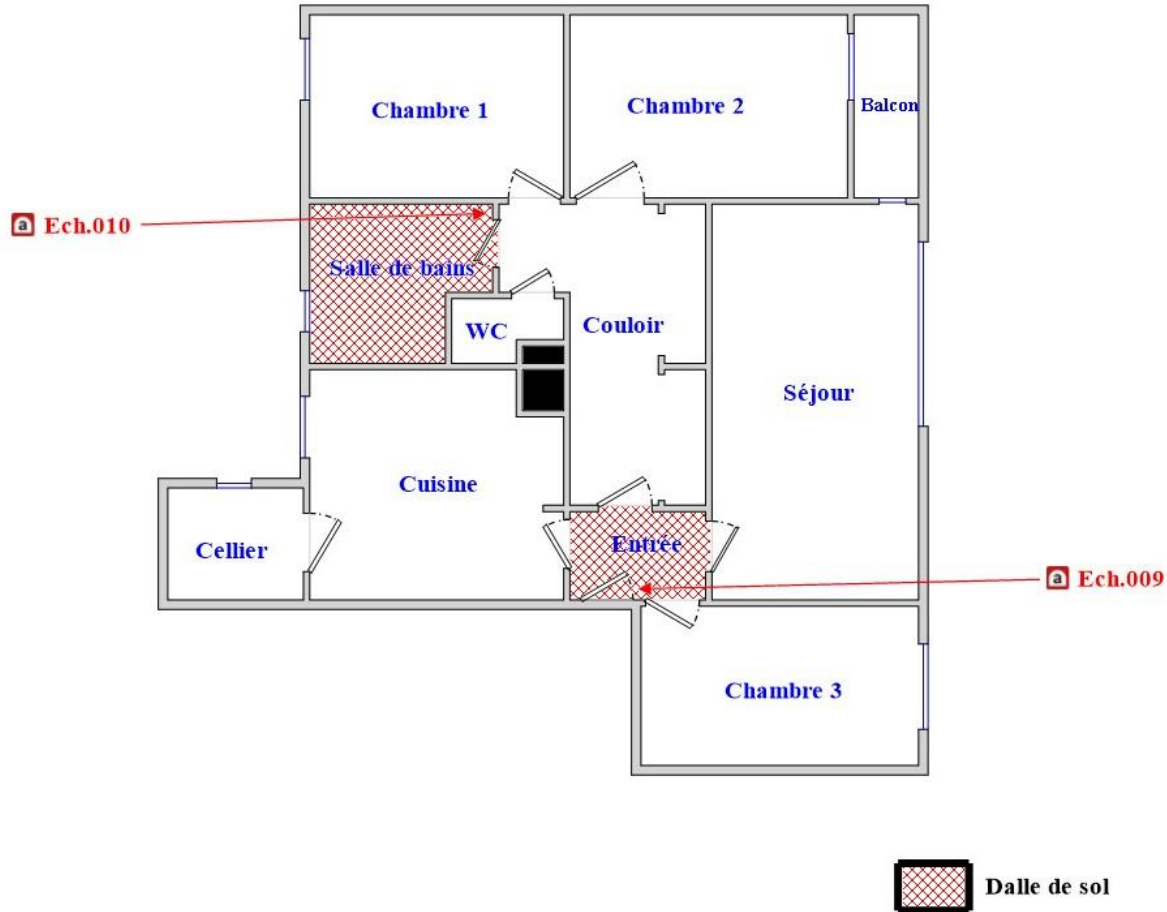 Chambre 1
Chambre 2
Balcon
a Ech.010
Salle de bains
WC
Couloir
Séjour
Cuisine
Cellier
Entrée
a Ech.009
Chambre 3
Dalle de sol